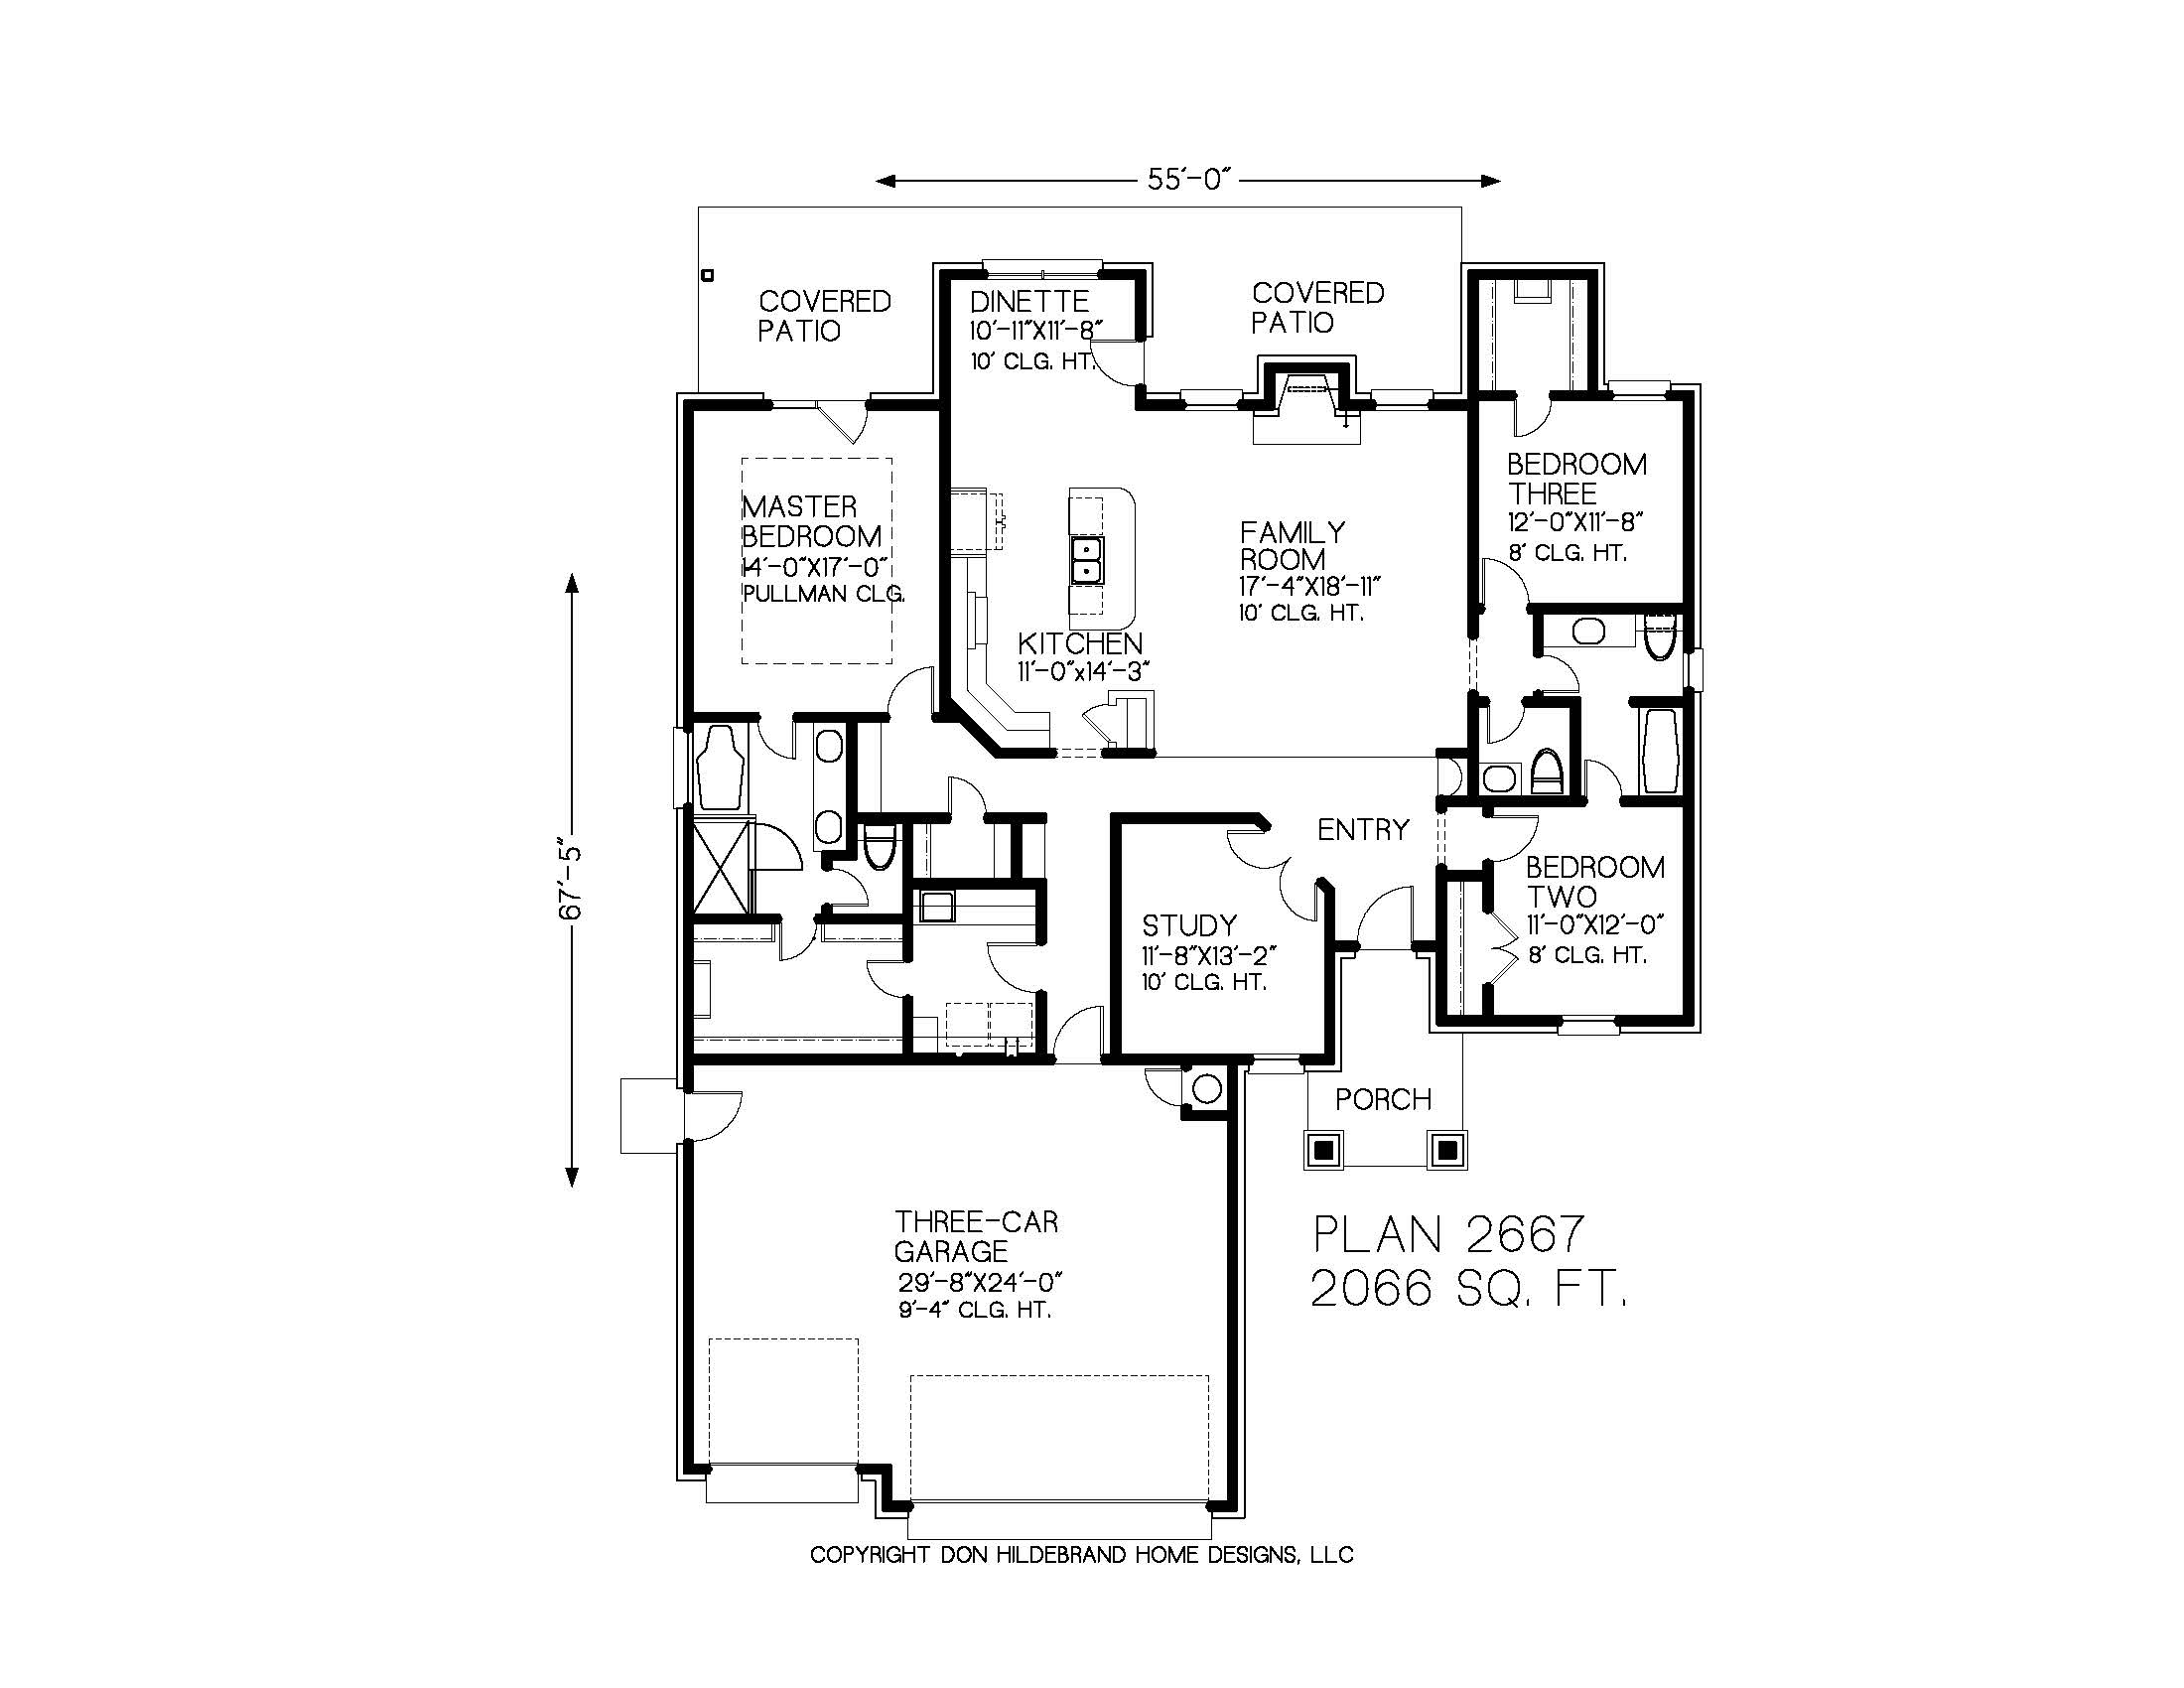 55'-0"
COVERED
PATIO
DINETTE
10'-11"X11'-8"
10' CLG. HT.
COVERED
PATIO
MASTER
BEDROOM
14'-0"X17'-0"
PULLMAN CLG.
FAMILY
ROOM
17'-4"X18'-11"
10' CLG. HT.
BEDROOM
THREE
12'-0"X11'-8"
8' CLG. HT.
KITCHEN
11'-0"x14'-3"
67'-5"
ENTRY
BEDROOM
TWO
11'-0"X12'-0"
8' CLG. HT.
STUDY
11'-8"X13'-2"
10' CLG. HT.
PORCH
THREE-CAR
GARAGE
29'-8"X24'-0"
9'-4" CLG. HT.
PLAN 2667
2066 SQ. FT.
COPYRIGHT DON HILDEBRAND HOME DESIGNS, LLC